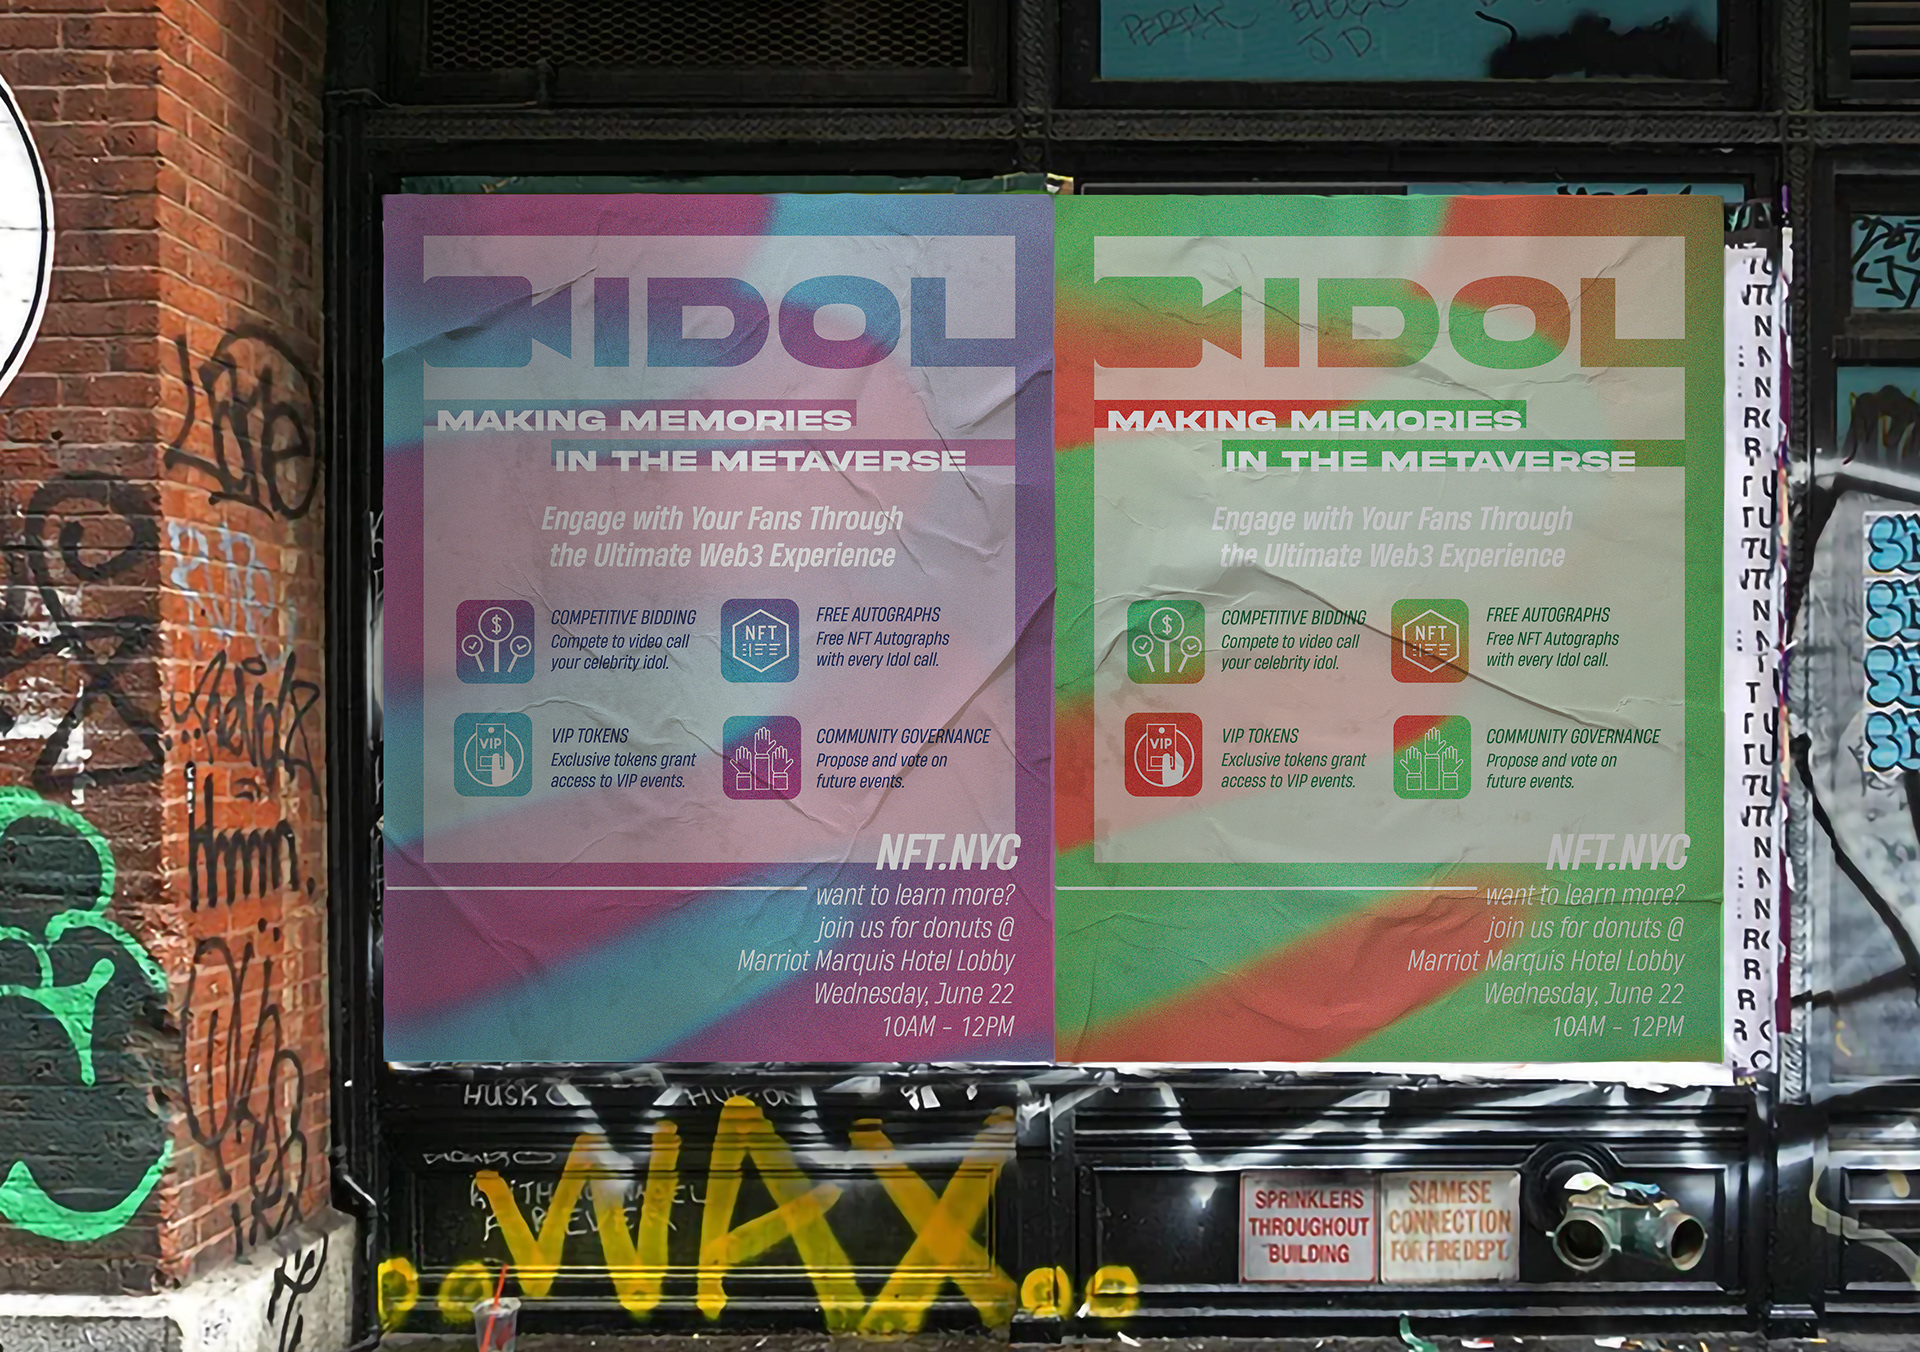 IDOL
MAKING MEMORIES
IN THE METAVERSE
Engage with Your Fans Through
the Ultimate Web3 Experience
$
COMPETITIVE BIDDING
Compete to video call
your celebrity idol.
NFT
FREE AUTOGRAPHS
Free NFT Autographs
with every Idol call.
VIP
VIP TOKENS
Exclusive tokens grant
access to VIP events.
COMMUNITY GOVERNANCE
Propose and vote on
future events.
NFT.NYC
want to learn more?
join us for donuts @
Marriot Marquis Hotel Lobby
Wednesday, June 22
10AM - 12PM
IDOL
MAKING MEMORIES
IN THE METAVERSE
Engage with Your Fans Through
the Ultimate Web3 Experience
$
COMPETITIVE BIDDING
Compete to video call
your celebrity idol.
NFT
FREE AUTOGRAPHS
Free NFT Autographs
with every Idol call.
VIP
VIP TOKENS
Exclusive tokens grant
access to VIP events.
COMMUNITY GOVERNANCE
Propose and vote on
future events.
NFT.NYC
want to learn more?
join us for donuts @
Marriot Marquis Hotel Lobby
Wednesday, June 22
10AM - 12PM
WAX
SPRINKLERS
THROUGHOUT
BUILDING
SIAMESE
CONNECTION
FOR FIRE DEPT.